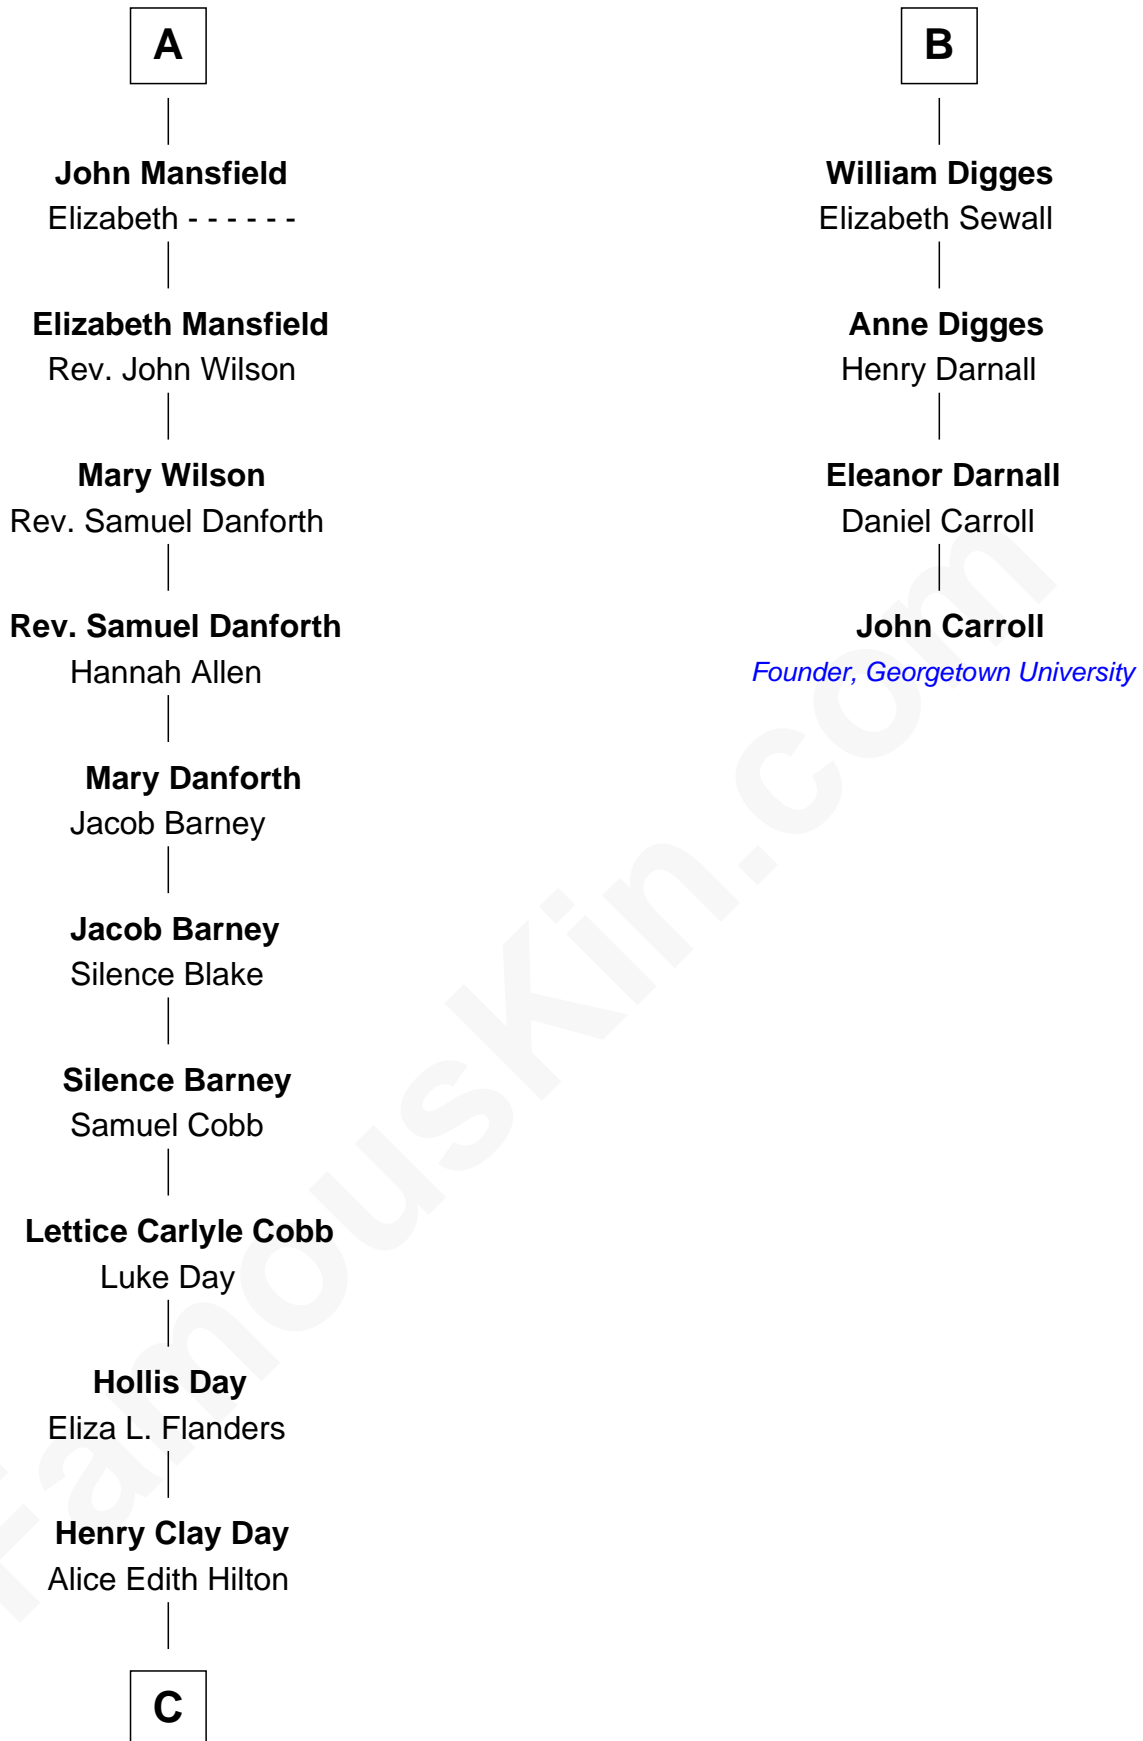 A
John Mansfield
Elizabeth - - - - - -
Elizabeth Mansfield
Rev. John Wilson
Mary Wilson
Rev. Samuel Danforth
Rev. Samuel Danforth
Hannah Allen
Mary Danforth
Jacob Barney
Jacob Barney
Silence Blake
Silence Barney
Samuel Cobb
Lettice Carlyle Cobb
Luke Day
Hollis Day
Eliza L. Flanders
Henry Clay Day
Alice Edith Hilton
C
B
William Digges
Elizabeth Sewall
Anne Digges
Henry Darnall
Eleanor Darnall
Daniel Carroll
John Carroll
Founder, Georgetown University
FamousKin.com